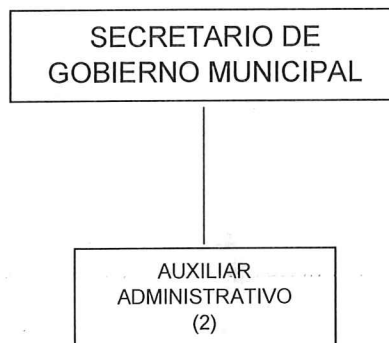 SECRETARIO DE
GOBIERNO MUNICIPAL
AUXILIAR
ADMINISTRATIVO
(2)